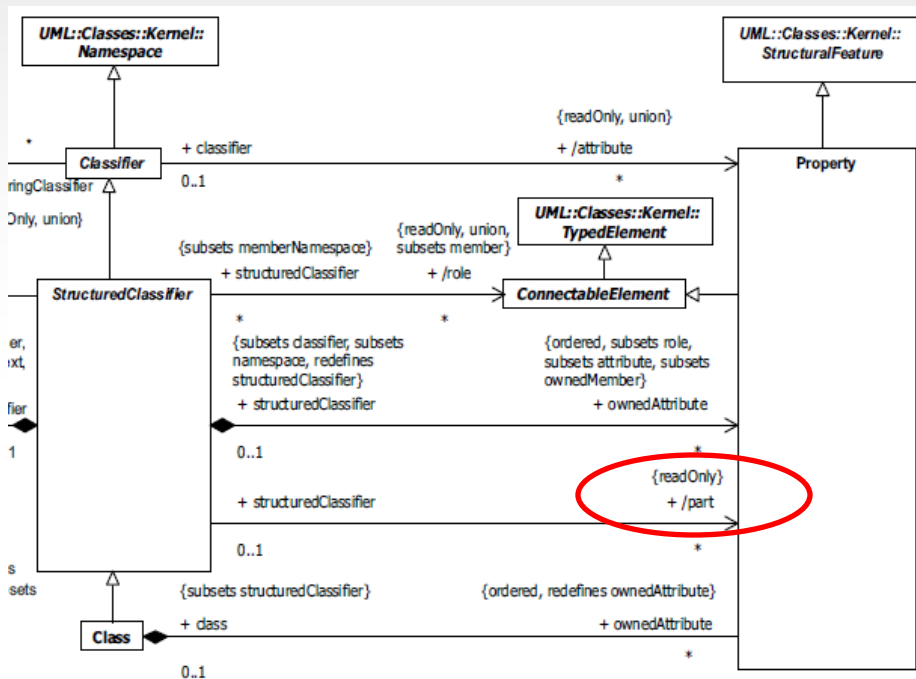 UML::Classes::Kernel::
Namespace
UML::Classes::Kernel::
StructuralFeature
*
Classifier
+ classifier
0..1
{readOnly, union}
+ /attribute
*
Property
ringClassifier
Only, union}
UML::Classes::Kernel::
TypedElement
{subsets memberNamespace}
+ structuredClassifier
*
{readOnly, union,
subsets member}
+ /role
*
StructuredClassifier
ConnectableElement
er,
ext,
fier
1
{subsets classifier, subsets
namespace, redefines
structuredClassifier}
+ structuredClassifier
0..1
{ordered, subsets role,
subsets attribute, subsets
ownedMember}
+ ownedAttribute
*
{readOnly}
+ /part
*
+ structuredClassifier
0..1
s
sets
{subsets structuredClassifier}
+ class
0..1
{ordered, redefines ownedAttribute}
+ ownedAttribute
*
Class